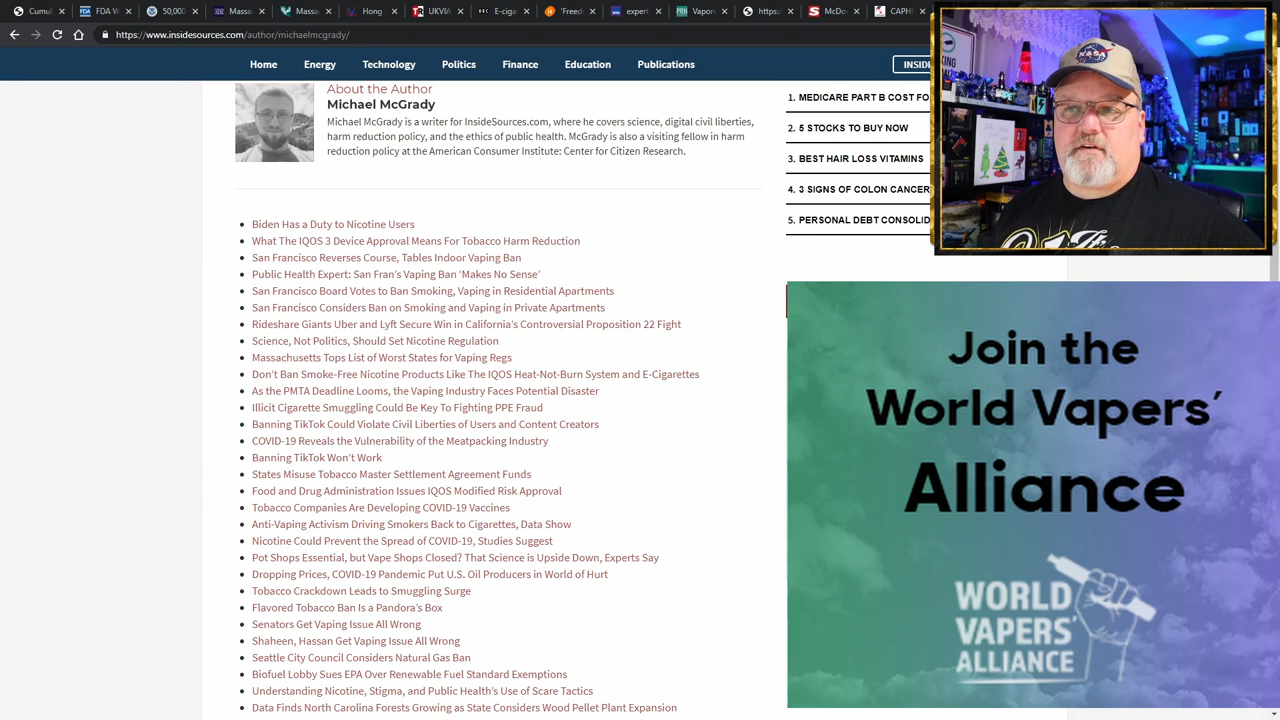 50,000
McDo
CAPHI
https://www.insidesources.com/author/michaelmcgrady/
Home
Energy
Politics
Finance
Education
Publications
About the Author
Michael McGrady
Michael McGrady is a writer for InsideSources.com, where he covers science, digital civil liberties,
harm reduction policy, and the ethics of public health. McGrady is also a visiting fellow in harm
reduction policy at the American Consumer Institute: Center for Citizen Research.
Biden Has a Duty to Nicotine Users
What The IQOS 3 Device Approval Means For Tobacco Harm Reduction
San Francisco Reverses Course, Tables Indoor Vaping Ban
Public Health Expert: San Fran’s Vaping Ban ‘Makes No Sense’
San Francisco Board Votes to Ban Smoking, Vaping in Residential Apartments
San Francisco Considers Ban on Smoking and Vaping in Private Apartments
Rideshare Giants Uber and Lyft Secure Win in California’s Controversial Proposition 22 Fight
Science, Not Politics, Should Set Nicotine Regulation
Massachusetts Tops List of Worst States for Vaping Regs
Don’t Ban Smoke-Free Nicotine Products Like The IQOS Heat-Not-Burn System and E-Cigarettes
As the PMTA Deadline Looms, the Vaping Industry Faces Potential Disaster
Illicit Cigarette Smuggling Could Be Key To Fighting PPE Fraud
Banning TikTok Could Violate Civil Liberties of Users and Content Creators
COVID-19 Reveals the Vulnerability of the Meatpacking Industry
Banning TikTok Won’t Work
States Misuse Tobacco Master Settlement Agreement Funds
Food and Drug Administration Issues IQOS Modified Risk Approval
Tobacco Companies Are Developing COVID-19 Vaccines
Anti-Vaping Activism Driving Smokers Back to Cigarettes, Data Show
Nicotine Could Prevent the Spread of COVID-19, Studies Suggest
Pot Shops Essential, but Vape Shops Closed? That Science is Upside Down, Experts Say
Dropping Prices, COVID-19 Pandemic Put U.S. Oil Producers in World of Hurt
Tobacco Crackdown Leads to Smuggling Surge
Flavored Tobacco Ban Is a Pandora’s Box
Senators Get Vaping Issue All Wrong
Shaheen, Hassan Get Vaping Issue All Wrong
Seattle City Council Considers Natural Gas Ban
Biofuel Lobby Sues EPA Over Renewable Fuel Standard Exemptions
Understanding Nicotine, Stigma, and Public Health’s Use of Scare Tactics
Data Finds North Carolina Forests Growing as State Considers Wood Pellet Plant Expansion
1. MEDICARE PART B COST FO
2. 5 STOCKS TO BUY NOW
3. BEST HAIR LOSS VITAMINS
4. 3 SIGNS OF COLON CANCER
5. PERSONAL DEBT CONSOLID
NASA
Join the
World Vapers’
Alliance
WORLD
VAPERS’
ALLIANCE